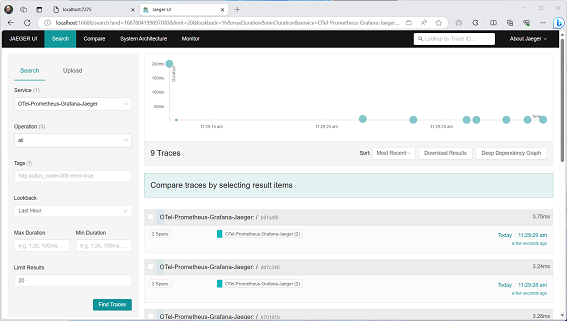 localhost:7275
Jaeger UI
localhost:16686/search?end=1687804199897000&limit=20&lookback=1h&maxDuration&minDuration&service=OTel-Prometheus-Grafana-Jaeger...
JAEGER UI
Search
Compare
System Architecture
Monitor
Lookup by Trace ID...
About Jaeger
Search
Upload
Service (1)
OTel-Prometheus-Grafana-Jaeger
Operation (3)
all
Tags
http.status_code=200 error=true
Lookback
Last Hour
Max Duration
Min Duration
e.g. 1.2s, 100ms, ...
e.g. 1.2s, 100ms, ...
Limit Results
20
Find Traces
200ms
150ms
100ms
50ms
Duration
11:29:15 am
11:29:20 am
11:29:25 am
Time
9 Traces
Sort:
Most Recent
Download Results
Deep Dependency Graph
Compare traces by selecting result items
OTel-Prometheus-Grafana-Jaeger: /
3.75ms
2 Spans
OTel-Prometheus-Grafana-Jaeger (2)
Today
11:29:29 am
a few seconds ago
OTel-Prometheus-Grafana-Jaeger: /
3.24ms
2 Spans
OTel-Prometheus-Grafana-Jaeger (2)
Today
11:29:28 am
a few seconds ago
OTel-Prometheus-Grafana-Jaeger: /
3.28ms